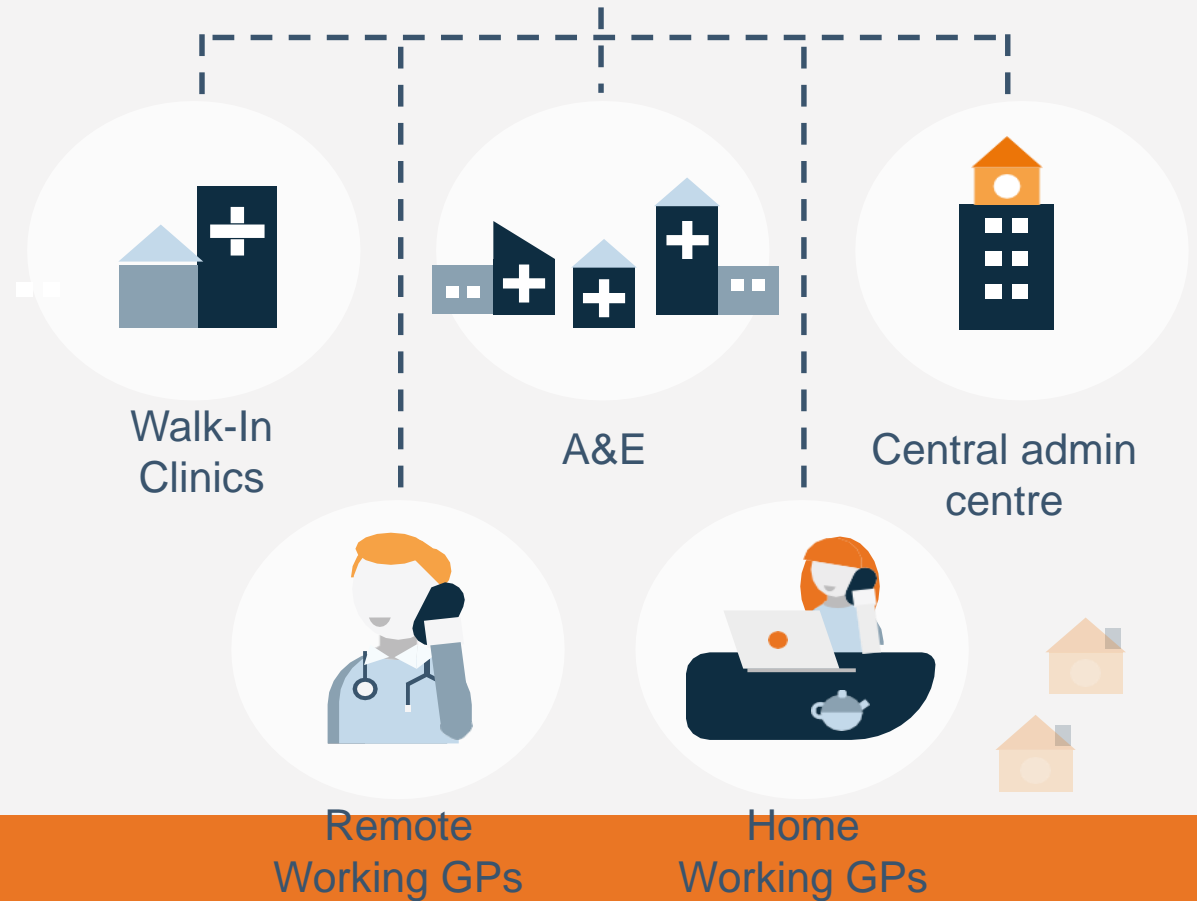 Walk-In
Clinics
A&E
Central admin
centre
Remote
Working GPs
Home
Working GPs